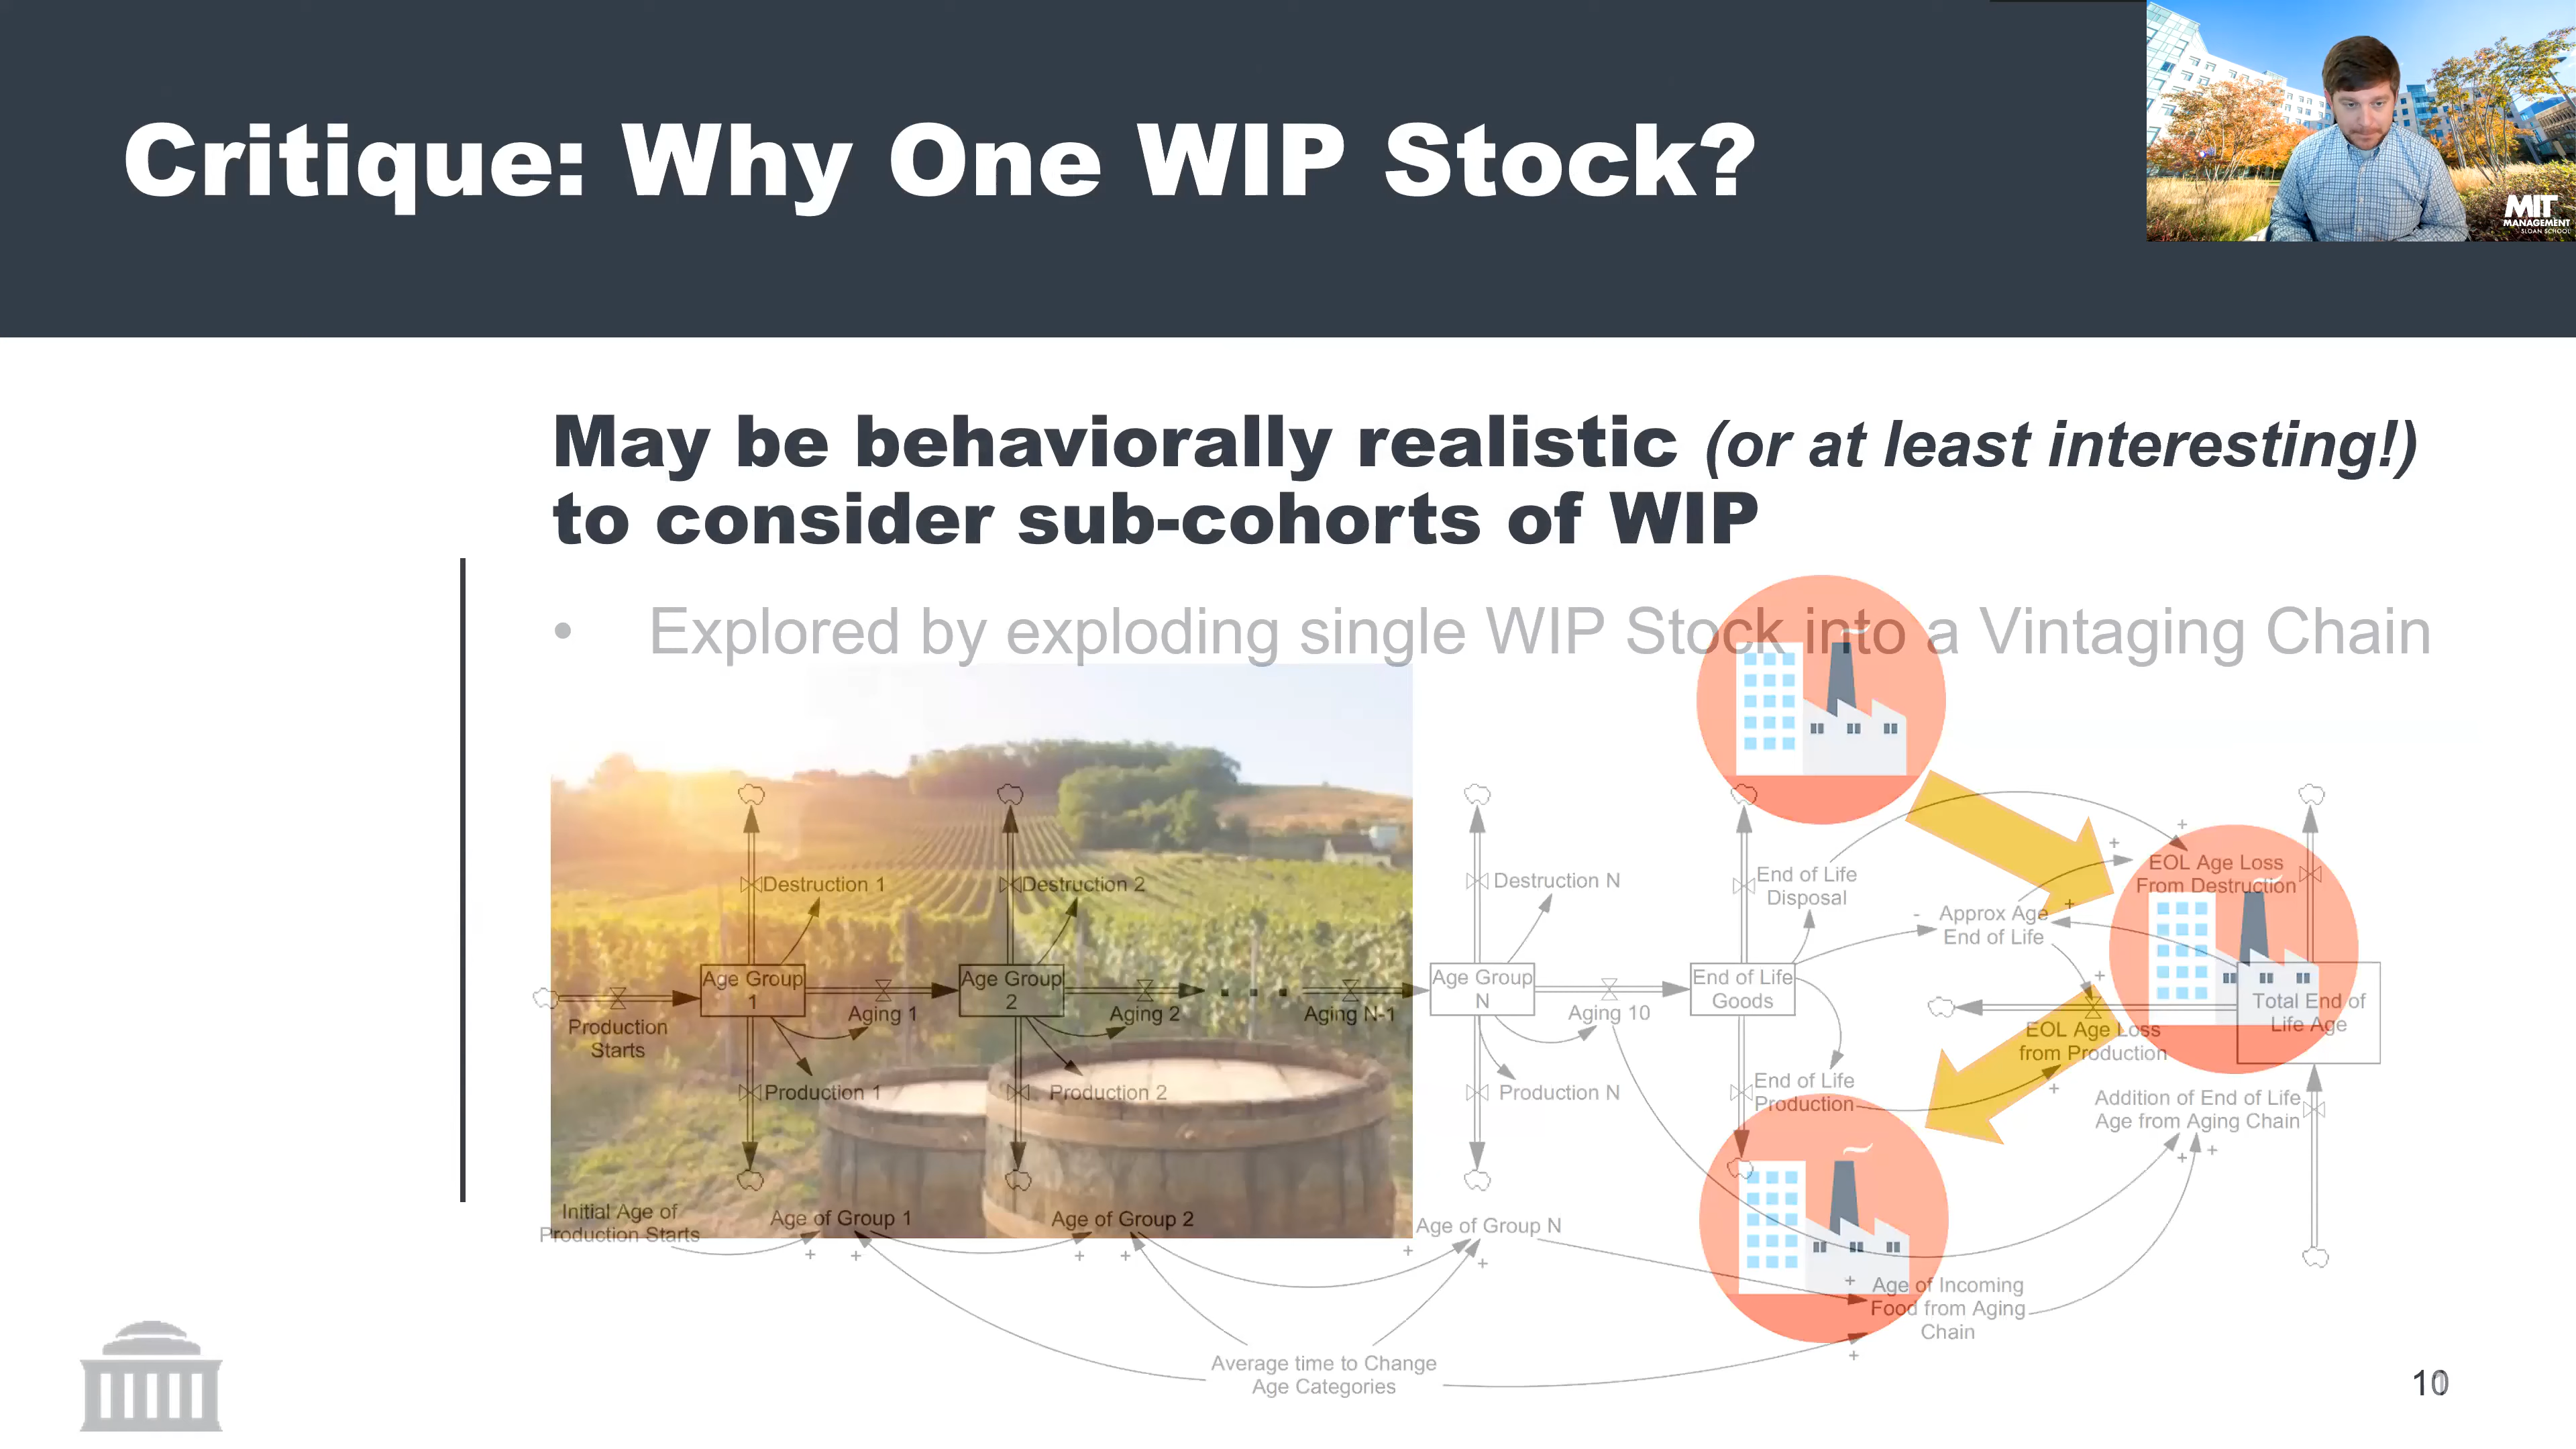 Critique: Why One WIP Stock?
MIT
MANAGEMENT
SLOAN SCHOOL
May be behaviorally realistic (or at least interesting!)
to consider sub-cohorts of WIP
• Explored by exploding single WIP Stock into a Vintaging Chain
Destruction 1
Destruction 2
Destruction N
End of Life
Disposal
EOL Age Loss
From Destruction
Approx Age
End of Life
Production
Starts
Age Group
1
Aging 1
Age Group
2
Aging 2
Aging N-1
Age Group
N
Aging 10
End of Life
Goods
Total End of
Life Age
EOL Age Loss
from Production
Production 1
Production 2
Production N
End of Life
Production
Addition of End of Life
Age from Aging Chain
Initial Age of
Production Starts
Age of Group 1
Age of Group 2
Age of Group N
Age of Incoming
Food from Aging
Chain
Average time to Change
Age Categories